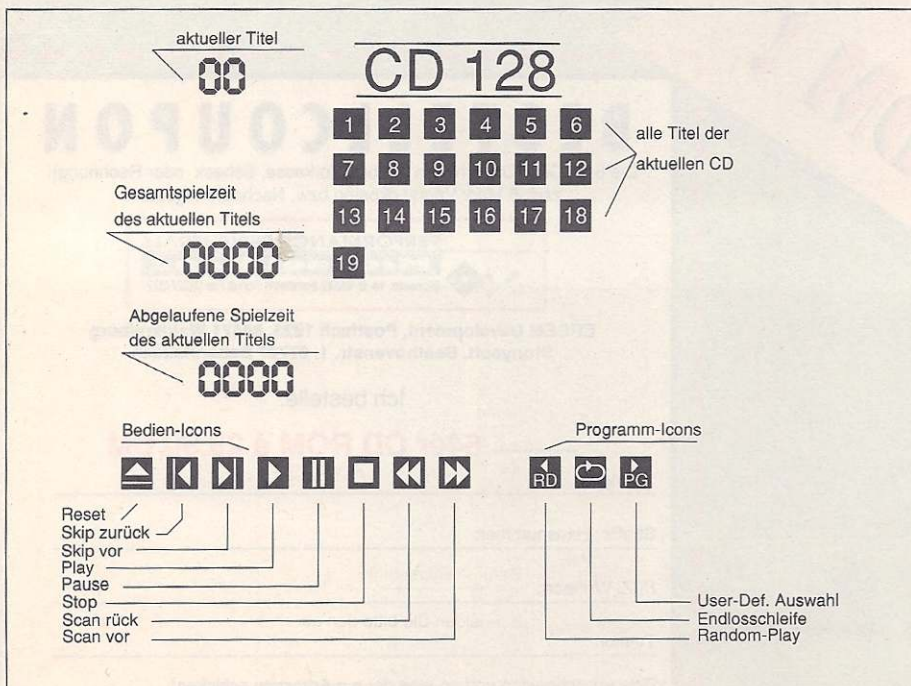 aktueller Titel
00
CD 128
1 2 3 4 5 6
7 8 9 10 11 12
13 14 15 16 17 18
19
alle Titel der
aktuellen CD
Gesamtspielzeit
des aktuellen Titels
0000
Abgelaufene Spielzeit
des aktuellen Titels
0000
Bedien-Icons
Programm-Icons
RD
PG
Reset
Skip zurück
Skip vor
Play
Pause
Stop
Scan rück
Scan vor
User-Def. Auswahl
Endlosschleife
Random-Play